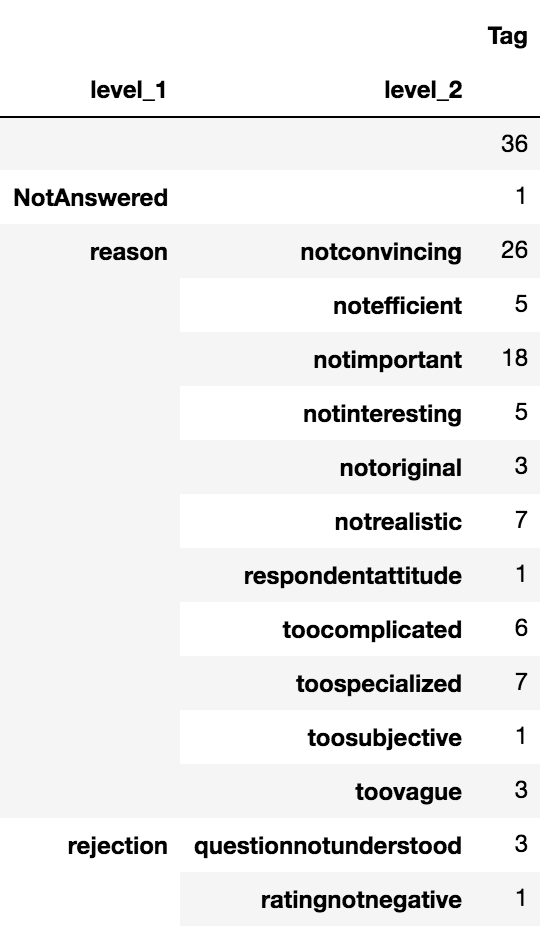 Tag
level_1 level_2
36
NotAnswered 1
reason notconvincing 26
notefficient 5
notimportant 18
notinteresting 5
notoriginal 3
notrealistic 7
respondentattitude 1
toocomplicated 6
toospecialized 7
toosubjective 1
toovague 3
rejection questionnotunderstood 3
ratingnotnegative 1